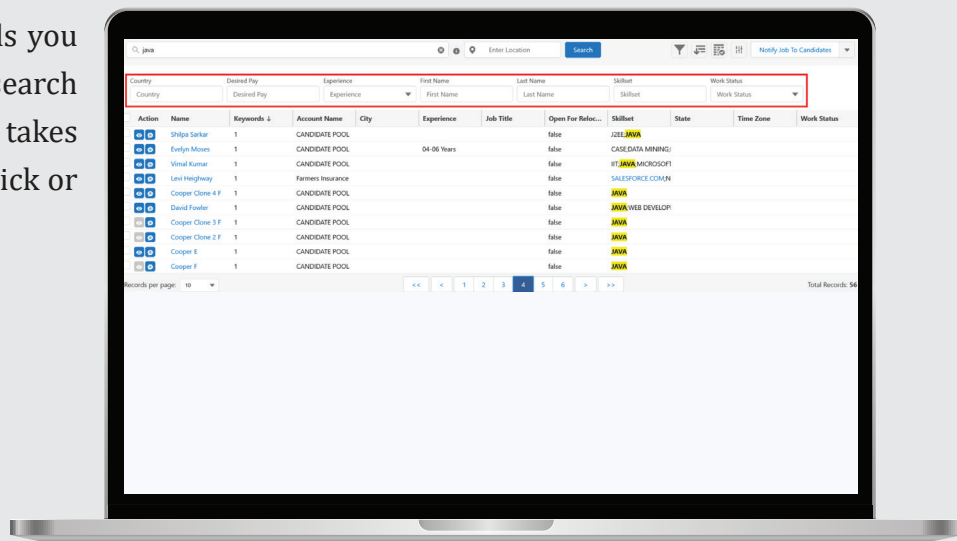 ls you
search
takes
ick or
java
Enter Location
Search
Notify Job To Candidates
Country Desired Pay Experience First Name Last Name Skillset Work Status
Country Desired Pay Experience First Name Last Name Skillset Work Status
Action Name Keywords ↓ Account Name City Experience Job Title Open For Reloc... Skillset State Time Zone Work Status
Shilpa Sarkar 1 CANDIDATE POOL false J2EE;JAVA
Evelyn Moses 1 CANDIDATE POOL 04-06 Years false CASE;DATA MINING;
Vimal Kumar 1 CANDIDATE POOL false IIT;JAVA;MICROSOFT
Levi Heighway 1 Farmers Insurance false SALESFORCE.COM;N
Cooper Clone 4 F 1 CANDIDATE POOL false JAVA
David Fowler 1 CANDIDATE POOL false JAVA;WEB DEVELOP
Cooper Clone 3 F 1 CANDIDATE POOL false JAVA
Cooper Clone 2 F 1 CANDIDATE POOL false JAVA
Cooper E 1 CANDIDATE POOL false JAVA
Cooper F 1 CANDIDATE POOL false JAVA
Records per page: 10 << < 1 2 3 4 5 6 > >> Total Records: 56